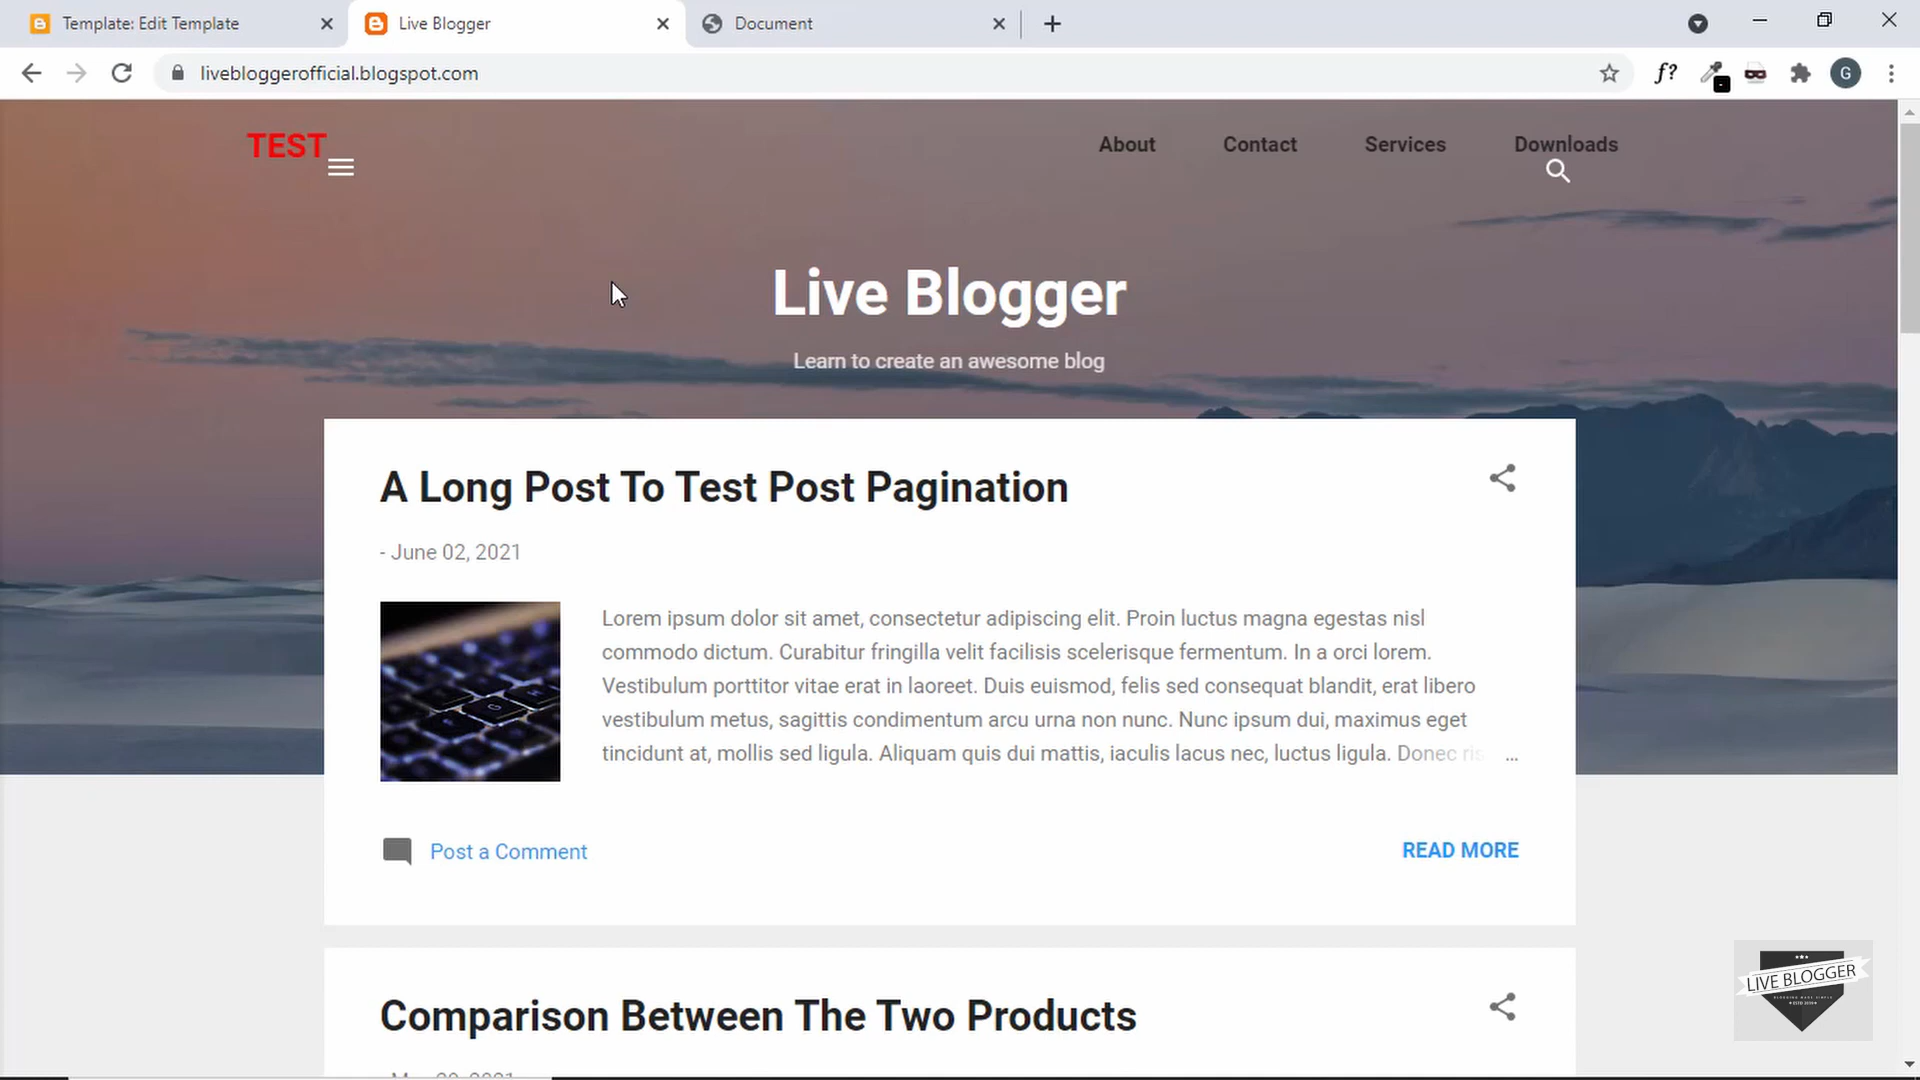 Template: Edit Template
Live Blogger
Document
livebloggerofficial.blogspot.com
f?
G
TEST
About
Contact
Services
Downloads
Live Blogger
Learn to create an awesome blog
A Long Post To Test Post Pagination
- June 02, 2021
Lorem ipsum dolor sit amet, consectetur adipiscing elit. Proin luctus magna egestas nisl
commodo dictum. Curabitur fringilla velit facilisis scelerisque fermentum. In a orci lorem.
Vestibulum porttitor vitae erat in laoreet. Duis euismod, felis sed consequat blandit, erat libero
vestibulum metus, sagittis condimentum arcu urna non nunc. Nunc ipsum dui, maximus eget
tincidunt at, mollis sed ligula. Aliquam quis dui mattis, iaculis lacus nec, luctus ligula. Donec ris ...
Post a Comment
READ MORE
Comparison Between The Two Products
LIVE BLOGGER